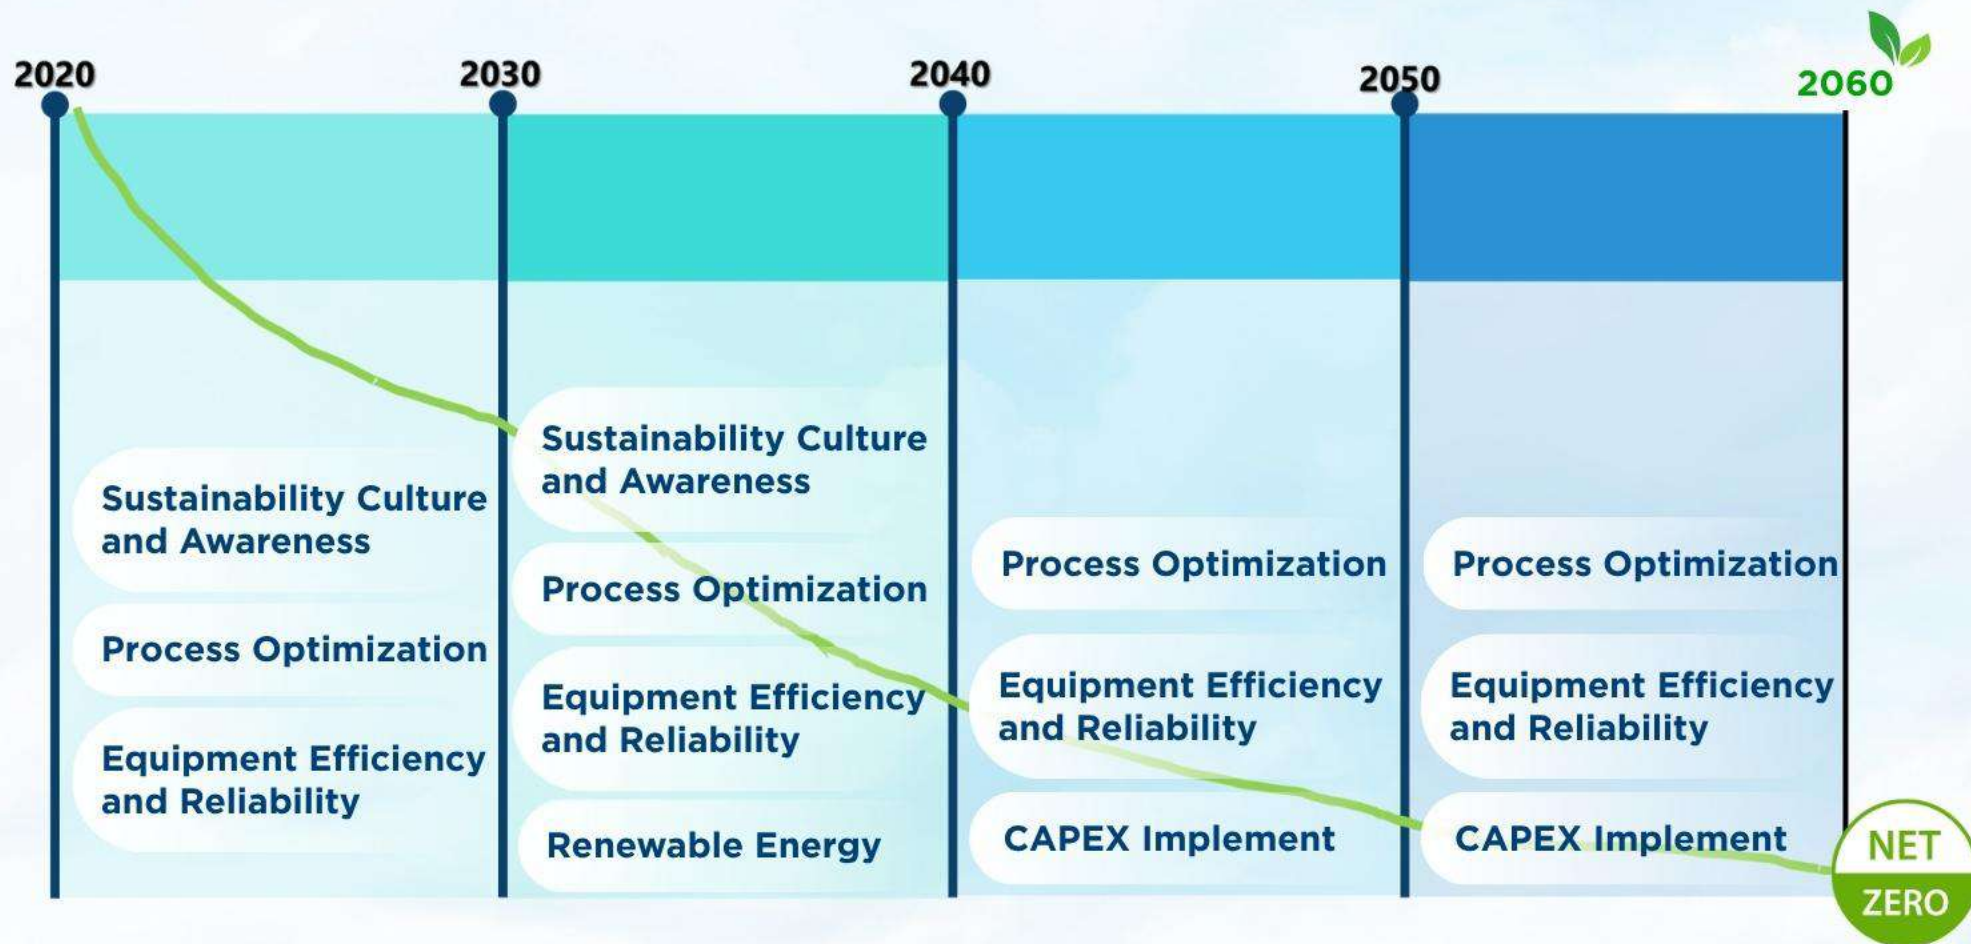 2020
2030
2040
2050
2060
Sustainability Culture
and Awareness
Process Optimization
Equipment Efficiency
and Reliability
Sustainability Culture
and Awareness
Process Optimization
Equipment Efficiency
and Reliability
Renewable Energy
Process Optimization
Equipment Efficiency
and Reliability
CAPEX Implement
Process Optimization
Equipment Efficiency
and Reliability
CAPEX Implement
NET
ZERO